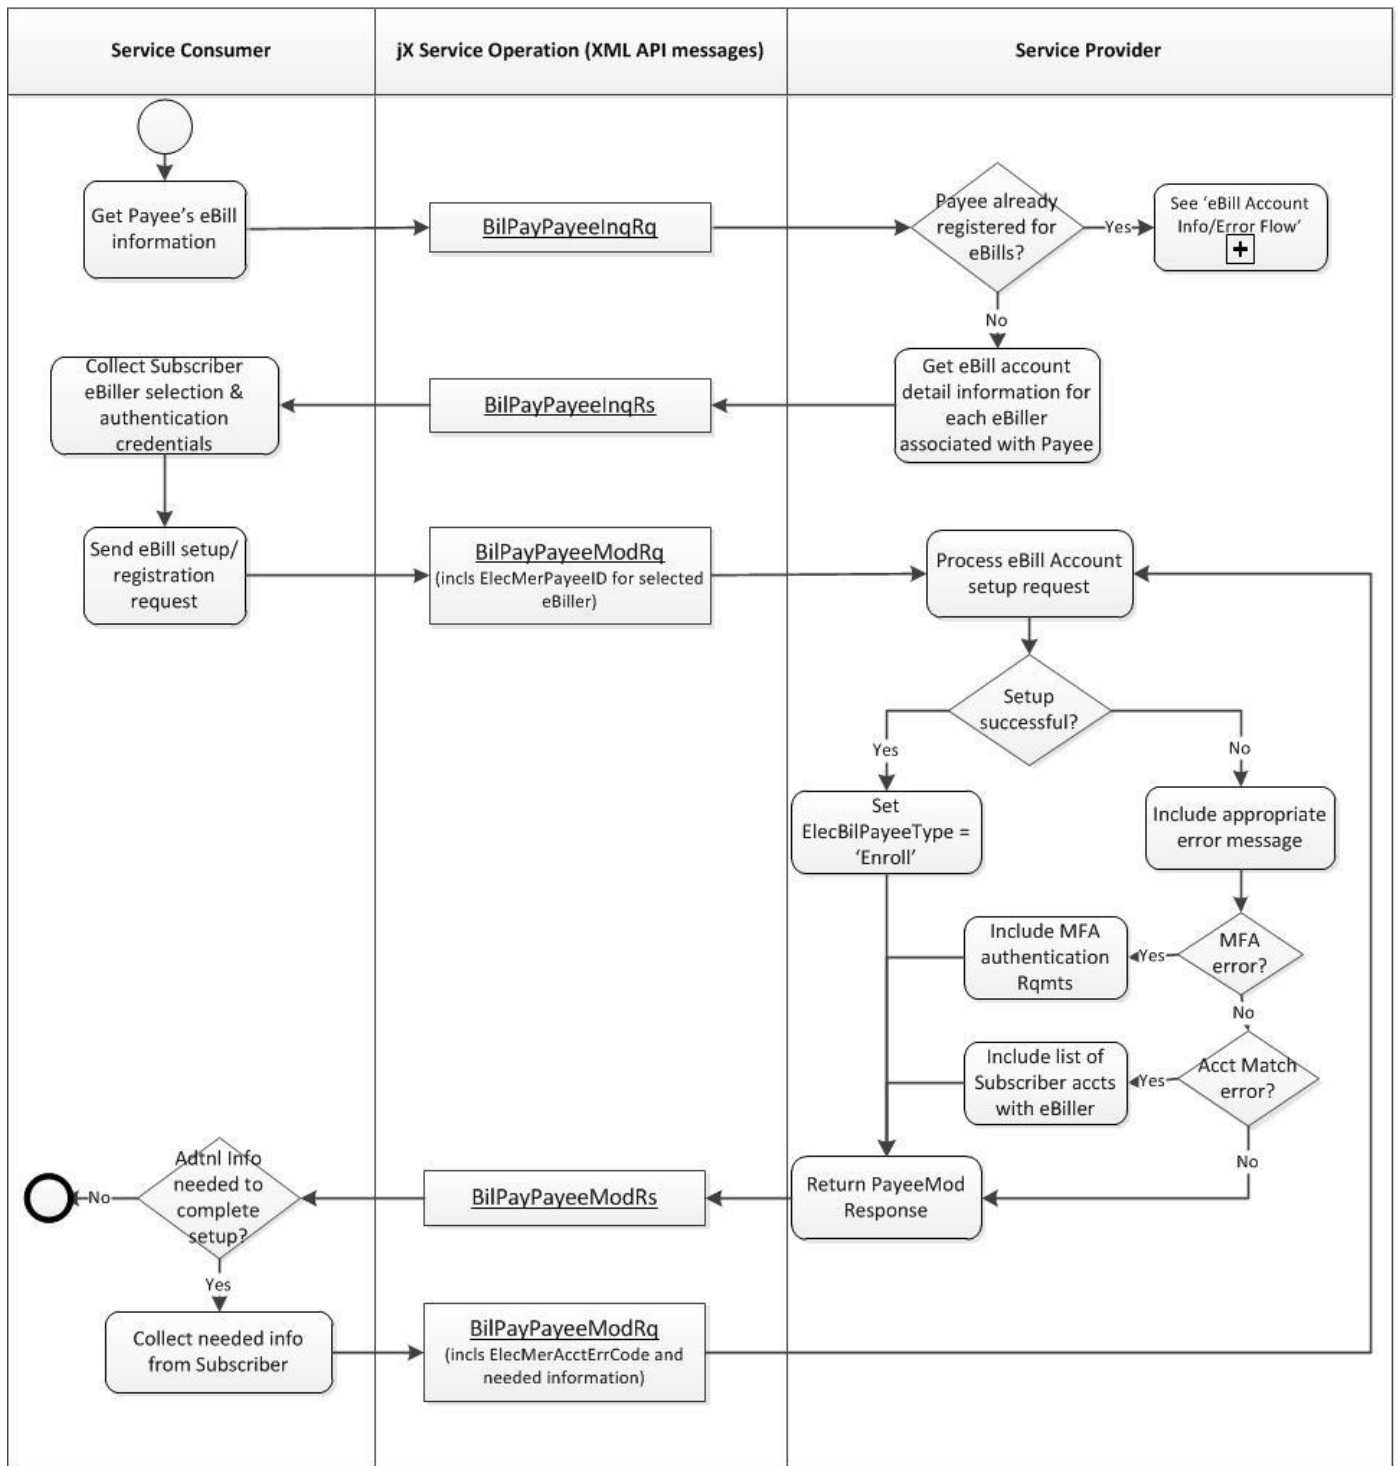 Service Consumer
jX Service Operation (XML API messages)
Service Provider
Get Payee's eBill
information
BilPayPayeeInqRq
Payee already
registered for
eBills?
Yes
See 'eBill Account
Info/Error Flow'
No
Collect Subscriber
eBiller selection &
authentication
credentials
BilPayPayeeInqRs
Get eBill account
detail information for
each eBiller
associated with Payee
Send eBill setup/
registration
request
BilPayPayeeModRq
(incls ElecMerPayeeID for selected
eBiller)
Process eBill Account
setup request
Setup
successful?
Yes
No
Set
ElecBilPayeeType =
'Enroll'
Include appropriate
error message
Include MFA
authentication
Rqmts
Yes
MFA
error?
No
Include list of
Subscriber accts
with eBiller
Yes
Acct Match
error?
No
Adtnl Info
needed to
complete
setup?
No
BilPayPayeeModRs
Return PayeeMod
Response
Yes
Collect needed info
from Subscriber
BilPayPayeeModRq
(incls ElecMerAcctErrCode and
needed information)